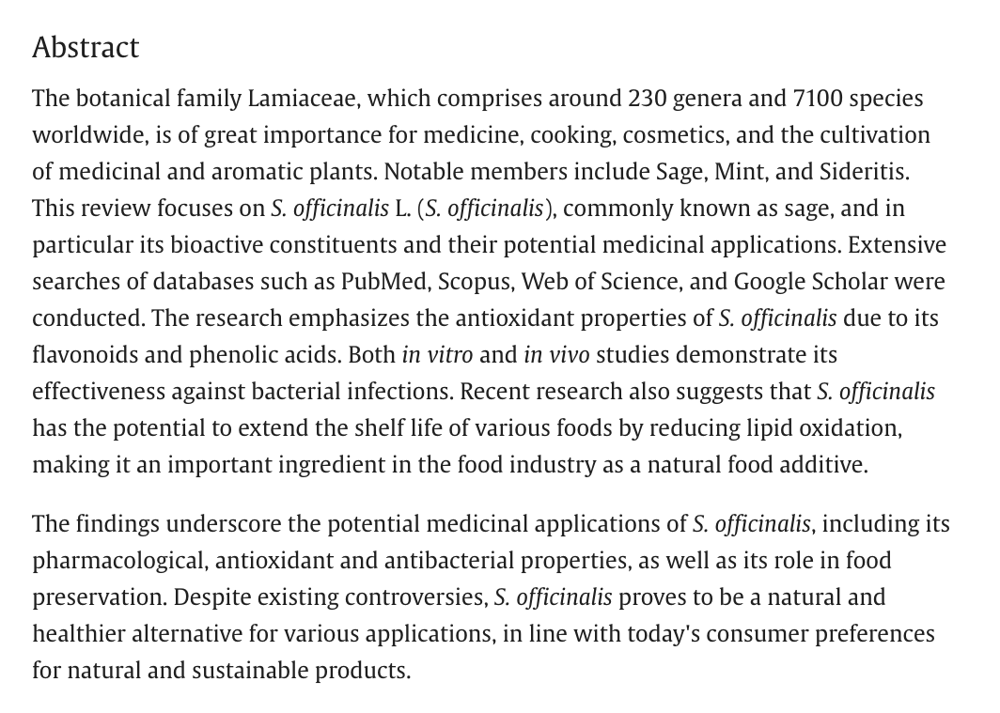 Abstract
The botanical family Lamiaceae, which comprises around 230 genera and 7100 species
worldwide, is of great importance for medicine, cooking, cosmetics, and the cultivation
of medicinal and aromatic plants. Notable members include Sage, Mint, and Sideritis.
This review focuses on S. officinalis L. (S. officinalis), commonly known as sage, and in
particular its bioactive constituents and their potential medicinal applications. Extensive
searches of databases such as PubMed, Scopus, Web of Science, and Google Scholar were
conducted. The research emphasizes the antioxidant properties of S. officinalis due to its
flavonoids and phenolic acids. Both in vitro and in vivo studies demonstrate its
effectiveness against bacterial infections. Recent research also suggests that S. officinalis
has the potential to extend the shelf life of various foods by reducing lipid oxidation,
making it an important ingredient in the food industry as a natural food additive.
The findings underscore the potential medicinal applications of S. officinalis, including its
pharmacological, antioxidant and antibacterial properties, as well as its role in food
preservation. Despite existing controversies, S. officinalis proves to be a natural and
healthier alternative for various applications, in line with today's consumer preferences
for natural and sustainable products.